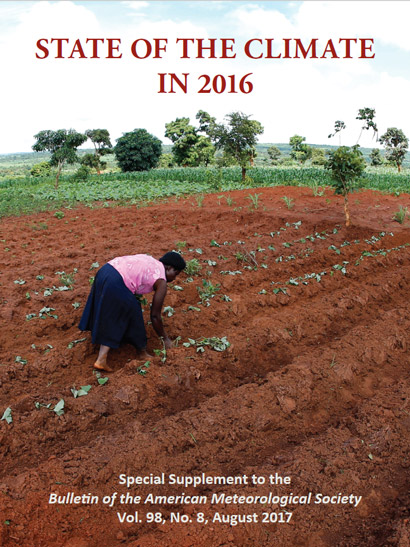 STATE OF THE CLIMATE
IN 2016
Special Supplement to the
Bulletin of the American Meteorological Society
Vol. 98, No. 8, August 2017